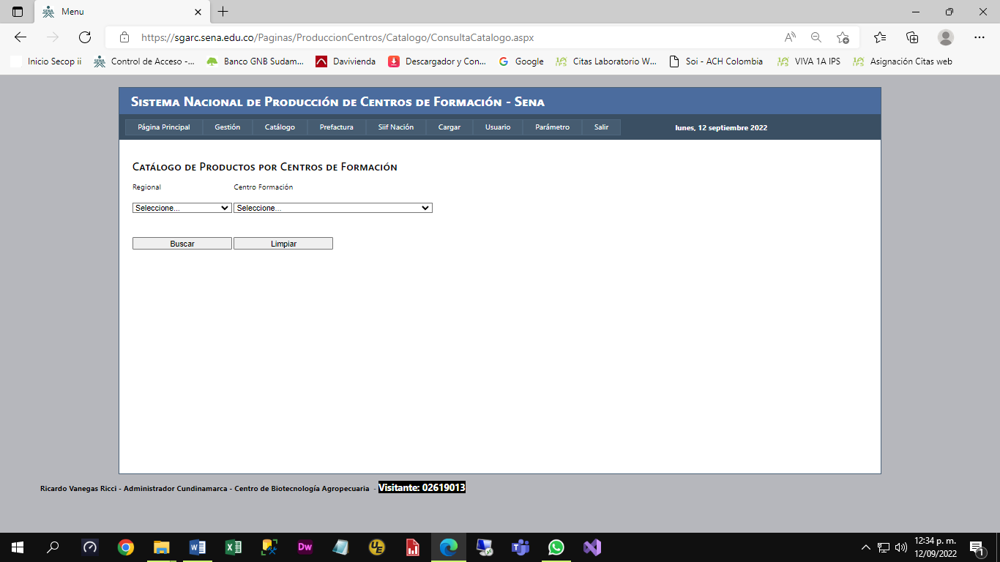 Menu
https://sgarc.sena.edu.co/Paginas/ProduccionCentros/Catalogo/ConsultaCatalogo.aspx
Inicio Secop ii Control de Acceso -... Banco GNB Sudam... Davivienda Descargador y Con... Google Citas Laboratorio W... Soi - ACH Colombia VIVA 1A IPS Asignación Citas web
Sistema Nacional de Producción de Centros de Formación - Sena
Página Principal Gestión Catálogo Prefactura Siif Nación Cargar Usuario Parámetro Salir lunes, 12 septiembre 2022
Catálogo de Productos por Centros de Formación
Regional Centro Formación
Seleccione... Seleccione...
Buscar Limpiar
Ricardo Vanegas Ricci - Administrador Cundinamarca - Centro de Biotecnología Agropecuaria - Visitante: 02619013
12:34 p. m.
12/09/2022